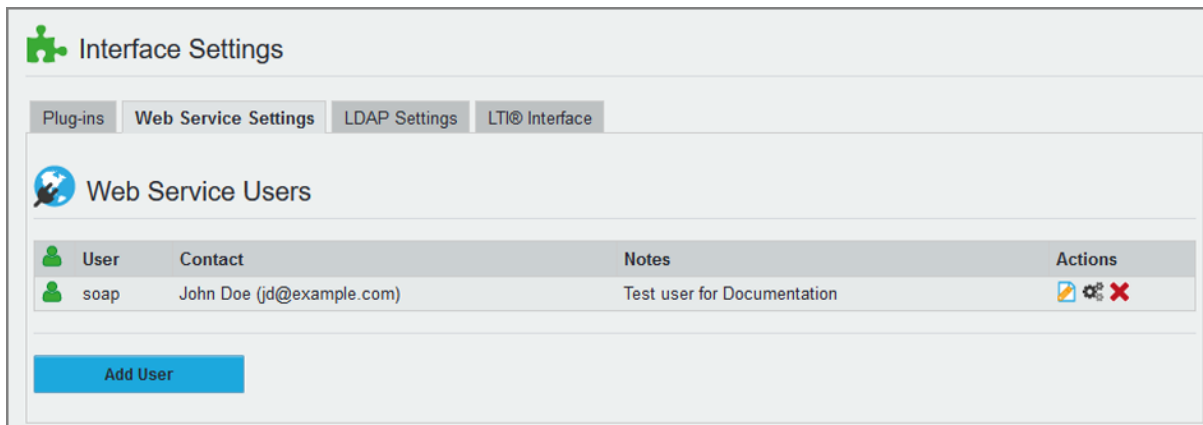 Interface Settings
Plug-ins Web Service Settings LDAP Settings LTI® Interface
Web Service Users
User Contact Notes Actions
soap John Doe (jd@example.com) Test user for Documentation
Add User